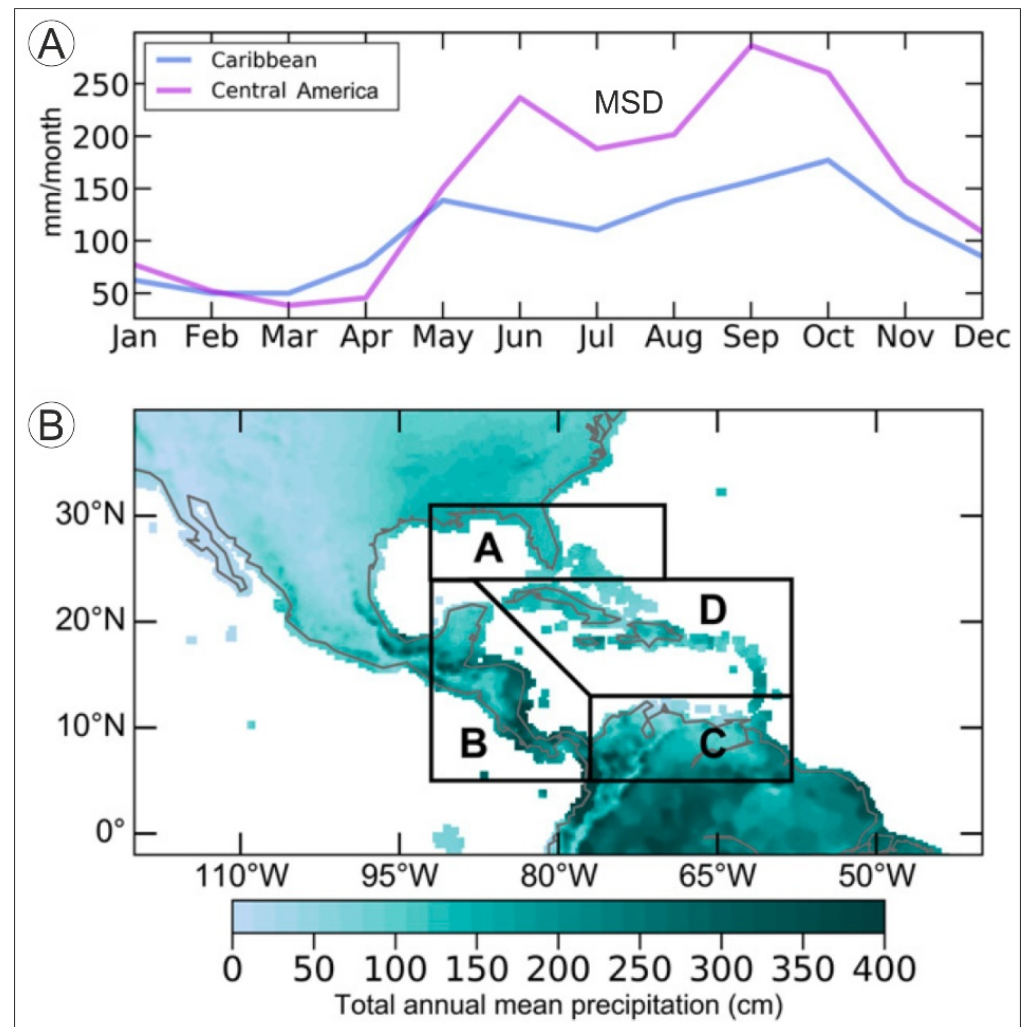 A
Caribbean
Central America
MSD
mm/month
250
200
150
100
50
Jan Feb Mar Apr May Jun Jul Aug Sep Oct Nov Dec
B
30°N
20°N
10°N
0°
A
D
B
C
110°W 95°W 80°W 65°W 50°W
0 50 100 150 200 250 300 350 400
Total annual mean precipitation (cm)